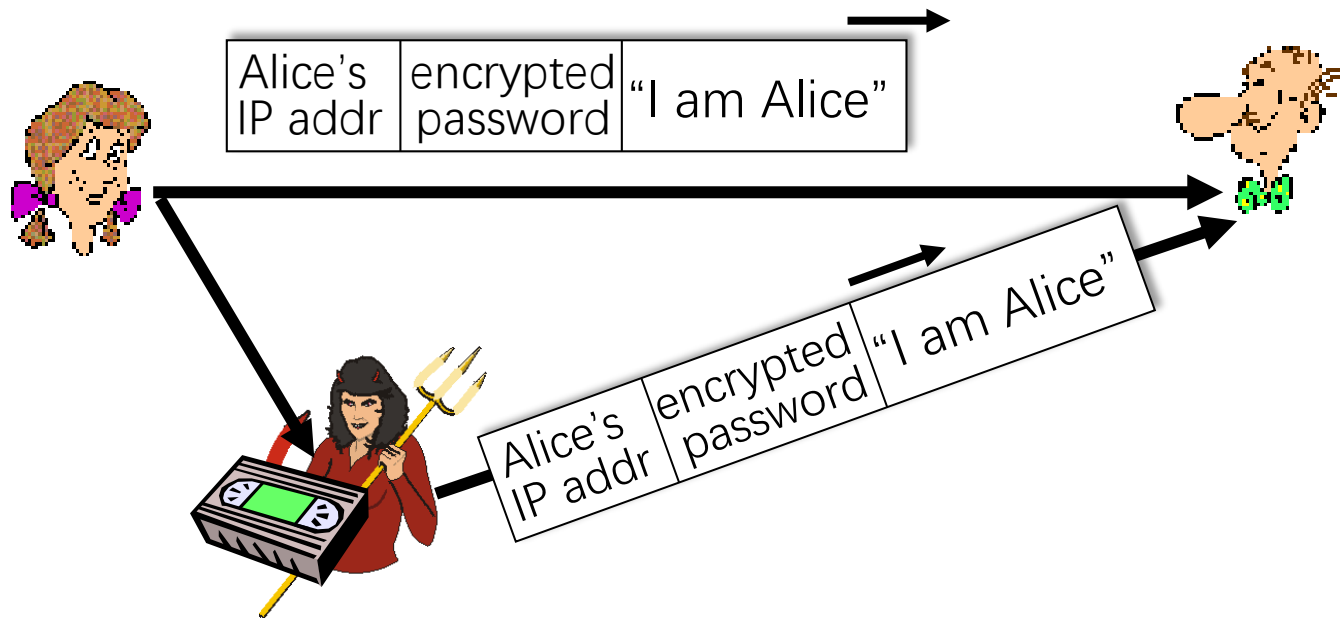 Alice’s
IP addr
encrypted
password
“I am Alice”
Alice’s
IP addr
encrypted
password
“I am Alice”